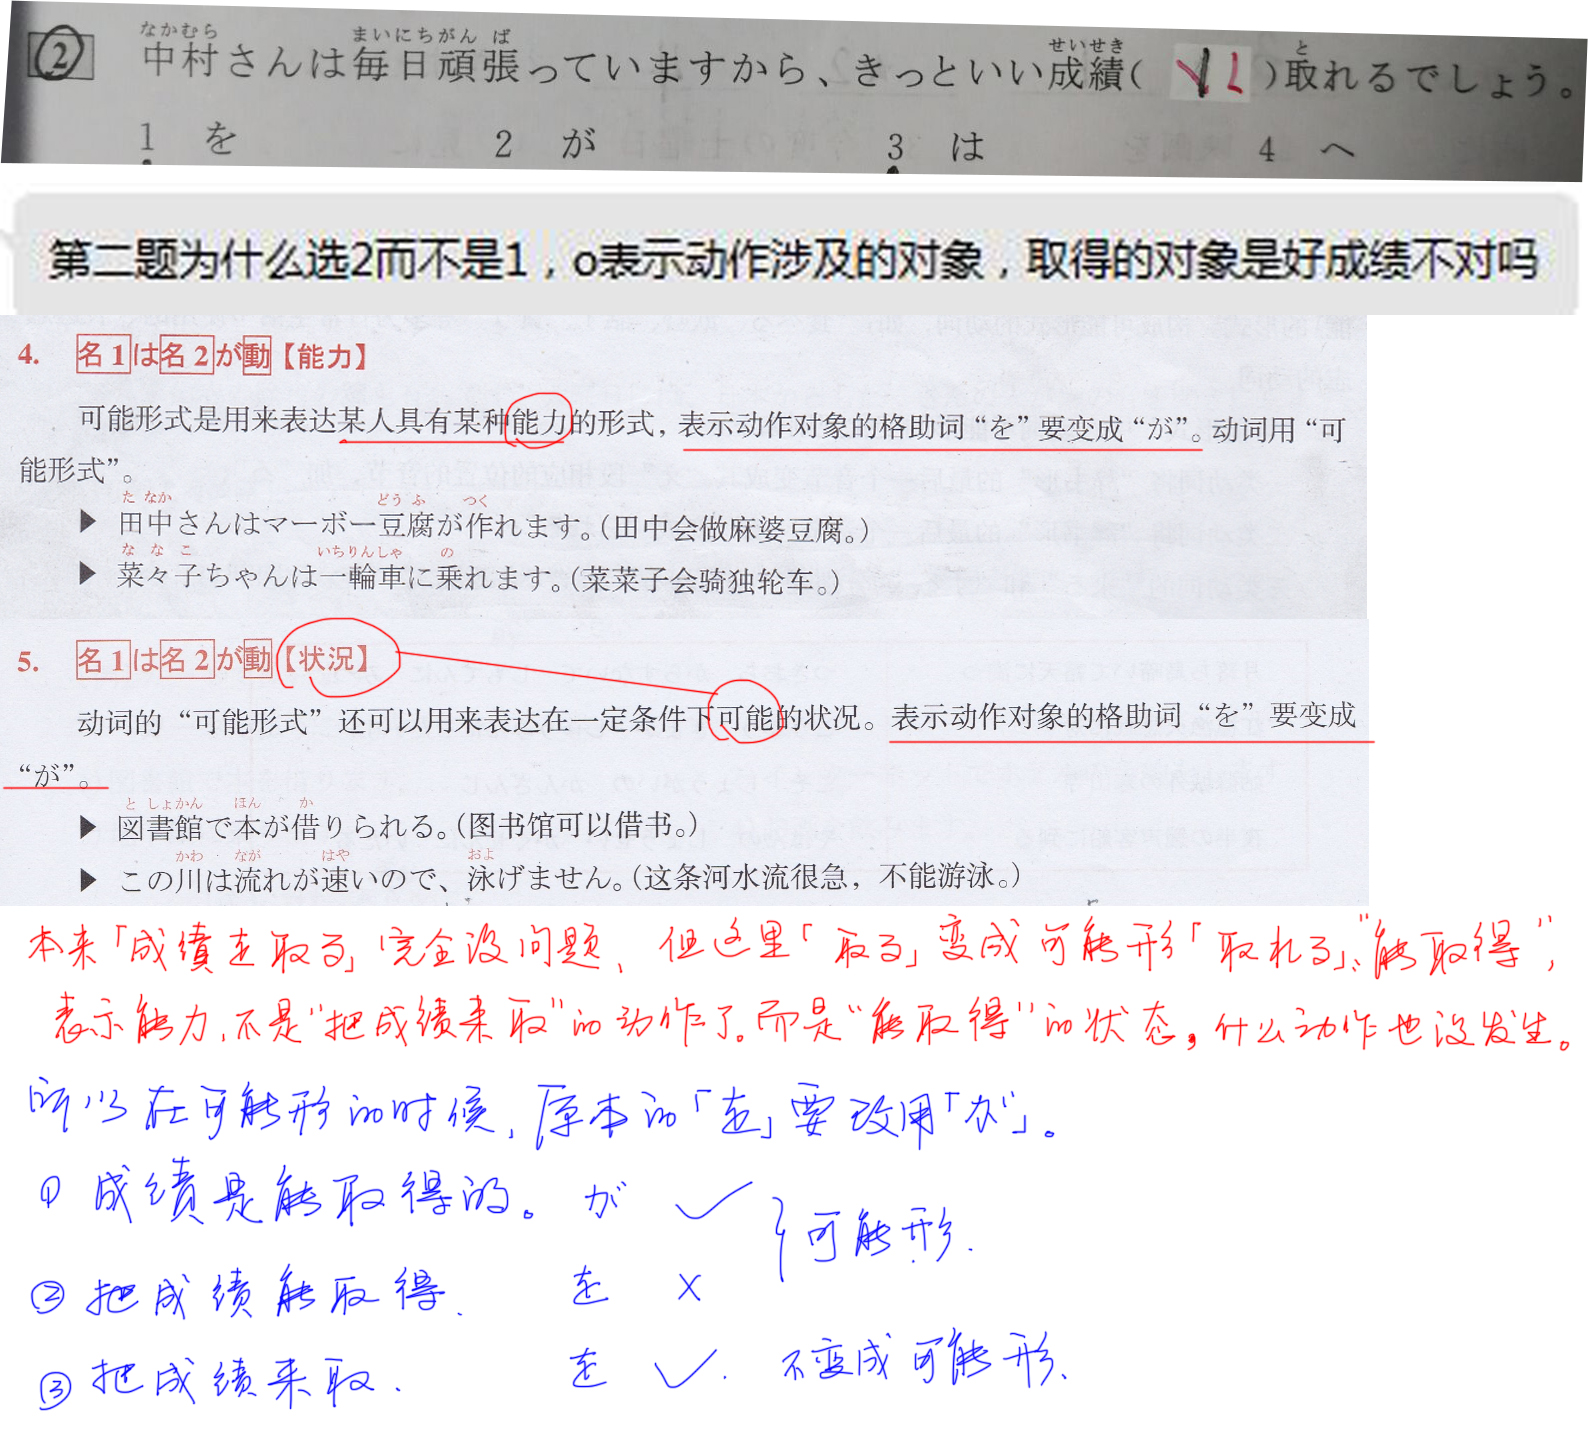 なかむら まいにちがん ば せいせき と
② 中村さんは毎日頑張っていますから、きっといい成績( )取れるでしょう。
1 を 2 が 3 は 4 へ
第二题为什么选2而不是1，o表示动作涉及的对象，取得的对象是好成绩不对吗
4. 名1は名2が動【能力】
可能形式是用来表达某人具有某种能力的形式，表示动作对象的格助词“を”要变成“が”。动词用“可
能形式”。
た なか どう ふ つく
▶ 田中さんはマーボー豆腐が作れます。(田中会做麻婆豆腐。)
な な こ いちりんしゃ の
▶ 菜々子ちゃんは一輪車に乗れます。(菜菜子会骑独轮车。)
5. 名1は名2が動【状況】
动词的“可能形式”还可以用来表达在一定条件下可能的状况。表示动作对象的格助词“を”要变成
“が”。
と しょかん ほん か
▶ 図書館で本が借りられる。(图书馆可以借书。)
かわ なが はや およ
▶ この川は流れが速いので、泳げません。(这条河水流很急，不能游泳。)
本来「成績を取る」完全没问题，但这里「取る」变成可能形「取れる」、“能取得”，
表示能力，不是“把成绩来取”的动作了。而是“能取得”的状态，什么动作也没发生。
所以在可能形的时候，原本的「を」要改用「が」。
① 成绩是能取得的。 が ✓ } 可能形.
② 把成绩能取得. を ×
③ 把成绩来取. を ✓. 不变成可能形.